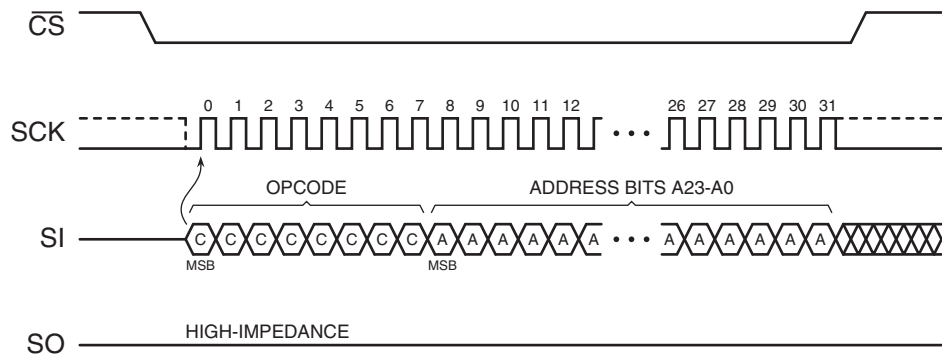 CS
0 1 2 3 4 5 6 7 8 9 10 11 12 26 27 28 29 30 31
SCK
OPCODE ADDRESS BITS A23-A0
SI C C C C C C C C A A A A A A A A A A A A
MSB MSB
HIGH-IMPEDANCE
SO